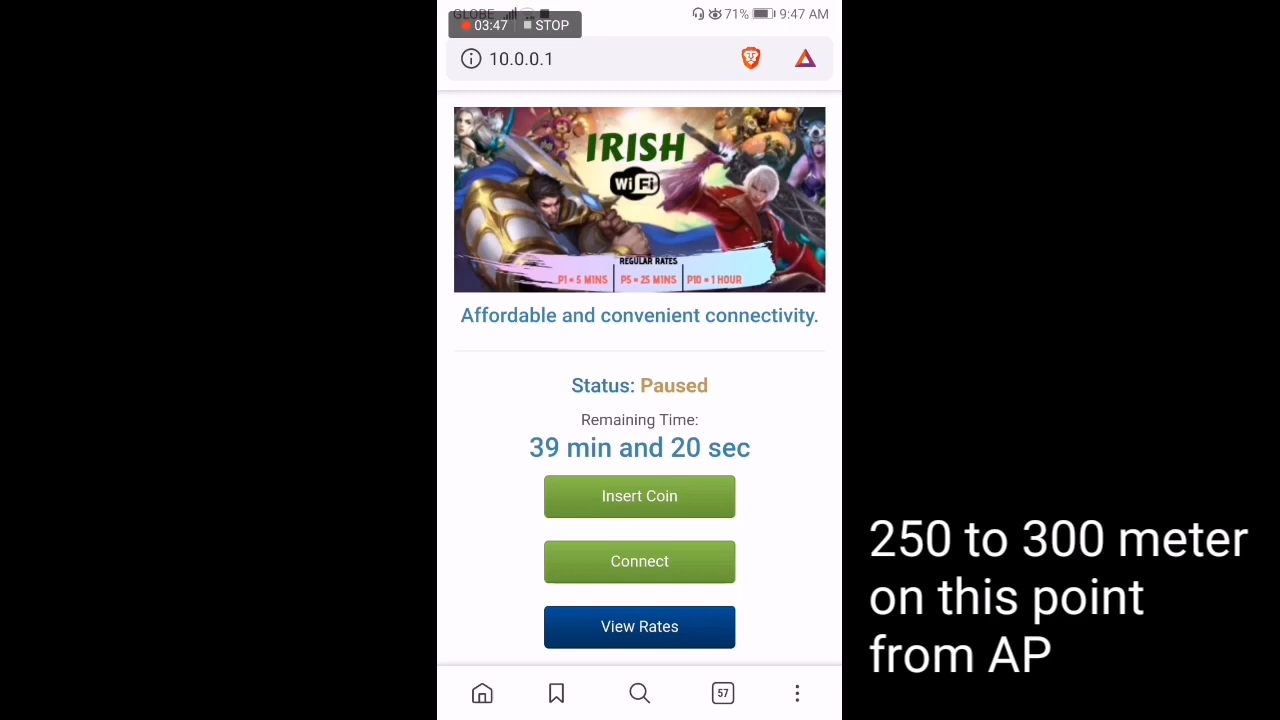 GLOBE 71% 9:47 AM
03:47 STOP
10.0.0.1
IRISH
WiFi
REGULAR RATES
P1 = 5 MINS P5 = 25 MINS P10 = 1 HOUR
Affordable and convenient connectivity.
Status: Paused
Remaining Time:
39 min and 20 sec
Insert Coin
Connect
View Rates
57
250 to 300 meter
on this point
from AP